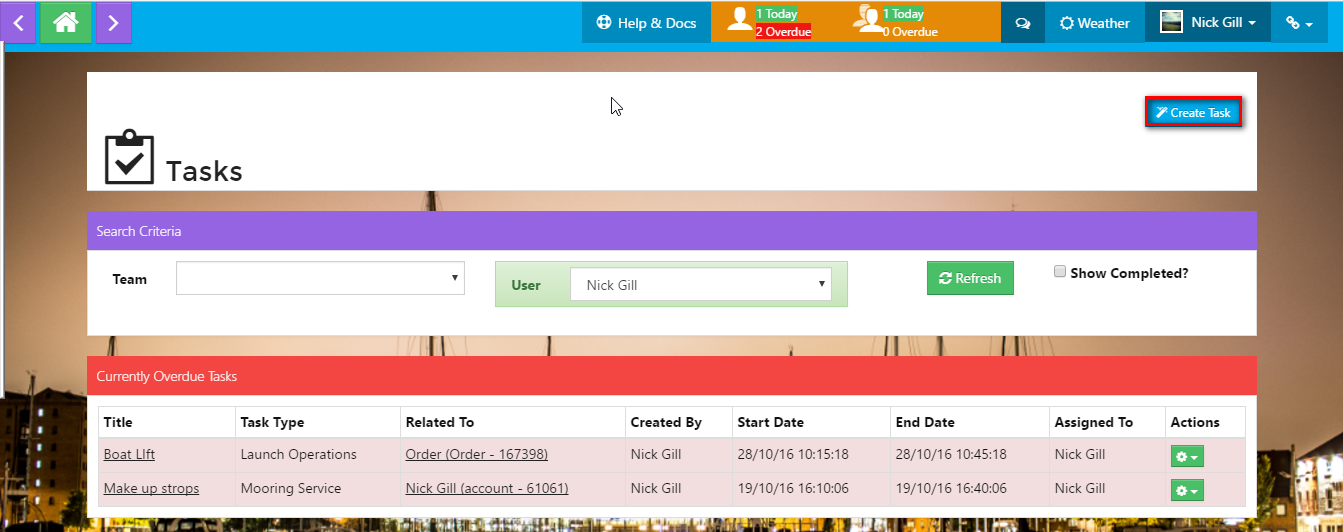 Help & Docs
1 Today
2 Overdue
1 Today
0 Overdue
Weather
Nick Gill
Create Task
Tasks
Search Criteria
Team
User Nick Gill
Refresh
Show Completed?
Currently Overdue Tasks
Title Task Type Related To Created By Start Date End Date Assigned To Actions
Boat LIft Launch Operations Order (Order - 167398) Nick Gill 28/10/16 10:15:18 28/10/16 10:45:18 Nick Gill
Make up strops Mooring Service Nick Gill (account - 61061) Nick Gill 19/10/16 16:10:06 19/10/16 16:40:06 Nick Gill